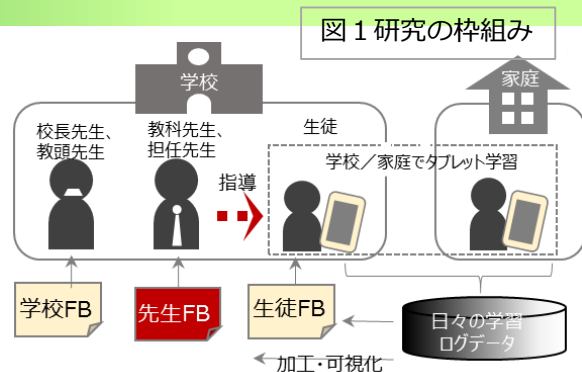 図１研究の枠組み
学校
家庭
校長先生、
教頭先生
教科先生、
担任先生
生徒
学校／家庭でタブレット学習
指導
学校FB
先生FB
生徒FB
日々の学習
ログデータ
加工・可視化